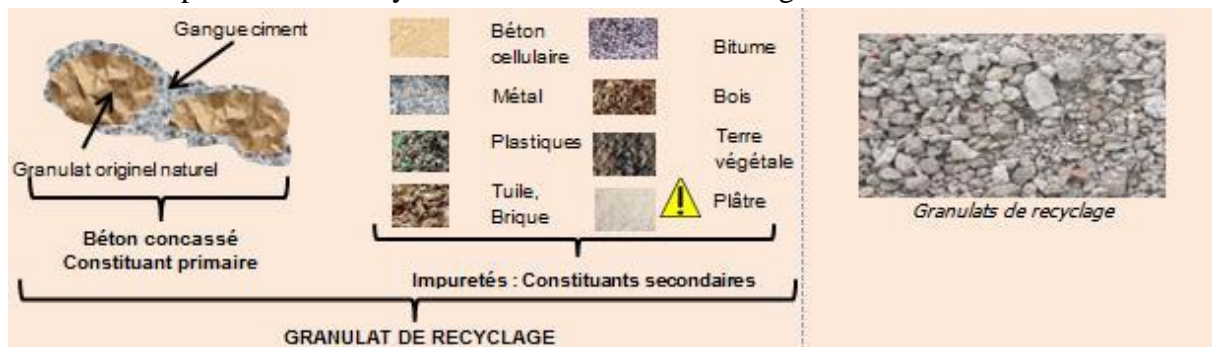 Gangue ciment
Granulat originel naturel
Béton concassé
Constituant primaire
Béton
cellulaire
Bitume
Métal
Bois
Plastiques
Terre
végétale
Tuile,
Brique
Plâtre
Impuretés : Constituants secondaires
GRANULAT DE RECYCLAGE
Granulats de recyclage